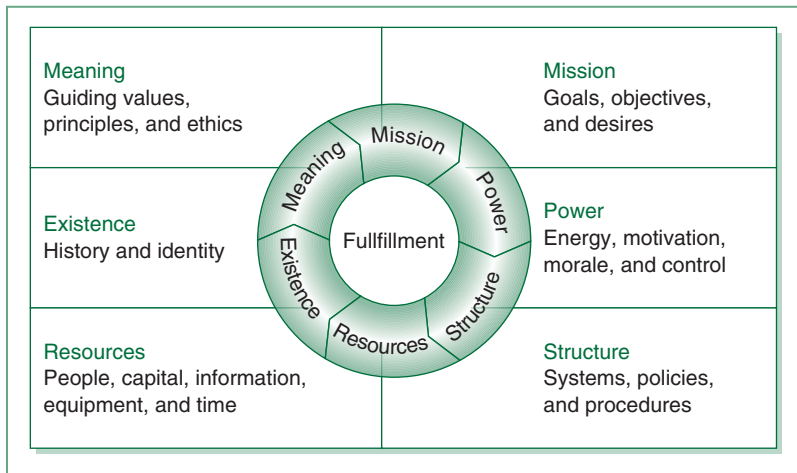 Meaning
Guiding values,
principles, and ethics
Mission
Goals, objectives,
and desires
Existence
History and identity
Power
Energy, motivation,
morale, and control
Resources
People, capital, information,
equipment, and time
Structure
Systems, policies,
and procedures
Meaning
Mission
Power
Structure
Resources
Existence
Fullfillment